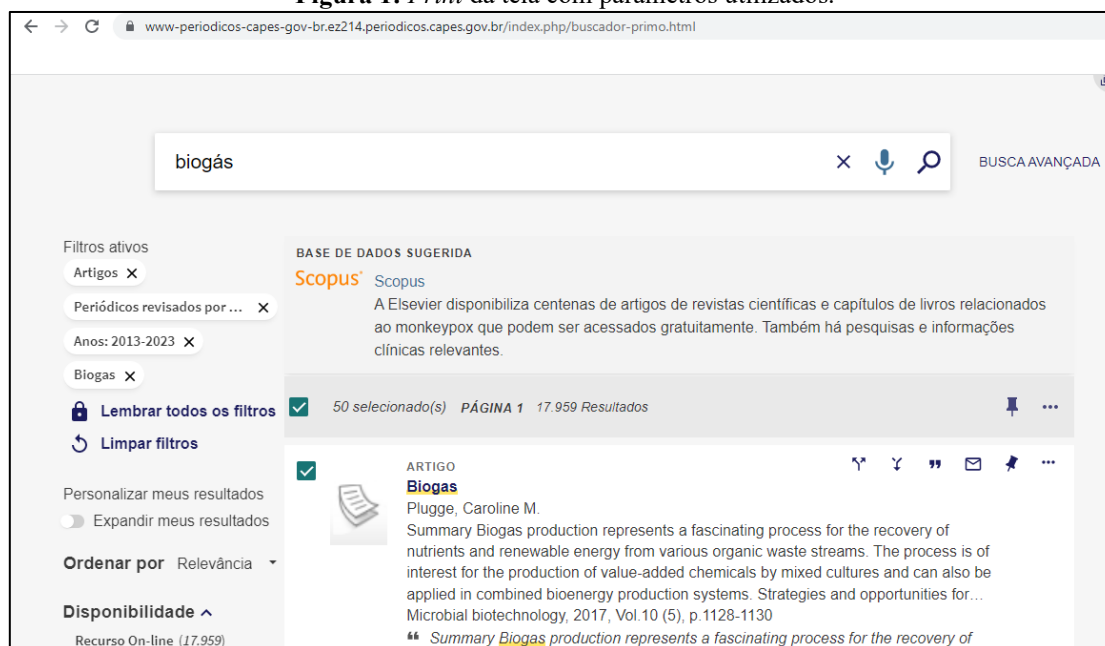 Figura 1. Print da tela com parâmetros utilizados.
www-periodicos-capes-gov-br.ez214.periodicos.capes.gov.br/index.php/buscador-primo.html
biogás
BUSCA AVANÇADA
Filtros ativos
Artigos
Periódicos revisados por ...
Anos: 2013-2023
Biogas
Lembrar todos os filtros
Limpar filtros
Personalizar meus resultados
Expandir meus resultados
Ordenar por Relevância
Disponibilidade
Recurso On-line (17.959)
BASE DE DADOS SUGERIDA
Scopus Scopus
A Elsevier disponibiliza centenas de artigos de revistas científicas e capítulos de livros relacionados
ao monkeypox que podem ser acessados gratuitamente. Também há pesquisas e informações
clínicas relevantes.
50 selecionado(s) PÁGINA 1 17.959 Resultados
ARTIGO
Biogas
Plugge, Caroline M.
Summary Biogas production represents a fascinating process for the recovery of
nutrients and renewable energy from various organic waste streams. The process is of
interest for the production of value-added chemicals by mixed cultures and can also be
applied in combined bioenergy production systems. Strategies and opportunities for…
Microbial biotechnology, 2017, Vol.10 (5), p.1128-1130
Summary Biogas production represents a fascinating process for the recovery of